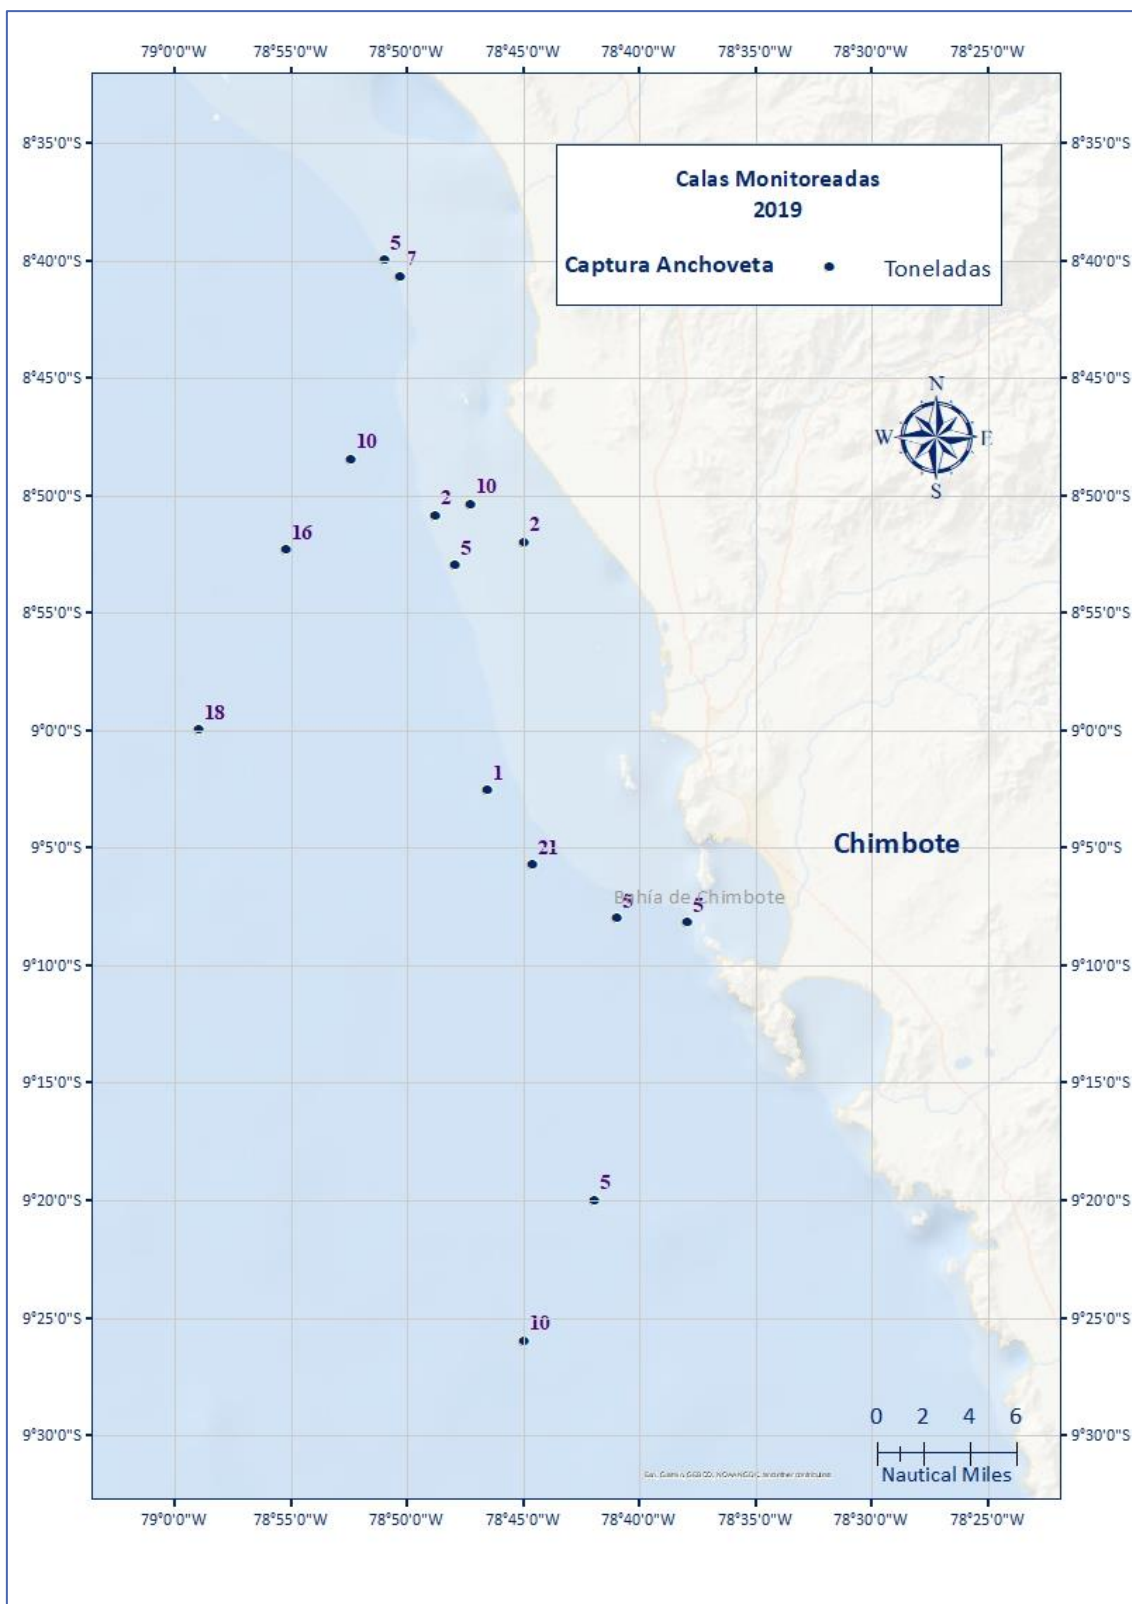 79°0'0"W 78°55'0"W 78°50'0"W 78°45'0"W 78°40'0"W 78°35'0"W 78°30'0"W 78°25'0"W
8°35'0"S 8°35'0"S
Calas Monitoreadas
2019
Captura Anchoveta Toneladas
5
7
8°40'0"S 8°40'0"S
8°45'0"S 8°45'0"S
N
W E
S
10
10
2
8°50'0"S 8°50'0"S
2
16
5
8°55'0"S 8°55'0"S
18
9°0'0"S 9°0'0"S
1
Chimbote
21
9°5'0"S 9°5'0"S
Bahía de Chimbote
5
5
9°10'0"S 9°10'0"S
9°15'0"S 9°15'0"S
5
9°20'0"S 9°20'0"S
10
9°25'0"S 9°25'0"S
0 2 4 6
9°30'0"S 9°30'0"S
Nautical Miles
79°0'0"W 78°55'0"W 78°50'0"W 78°45'0"W 78°40'0"W 78°35'0"W 78°30'0"W 78°25'0"W